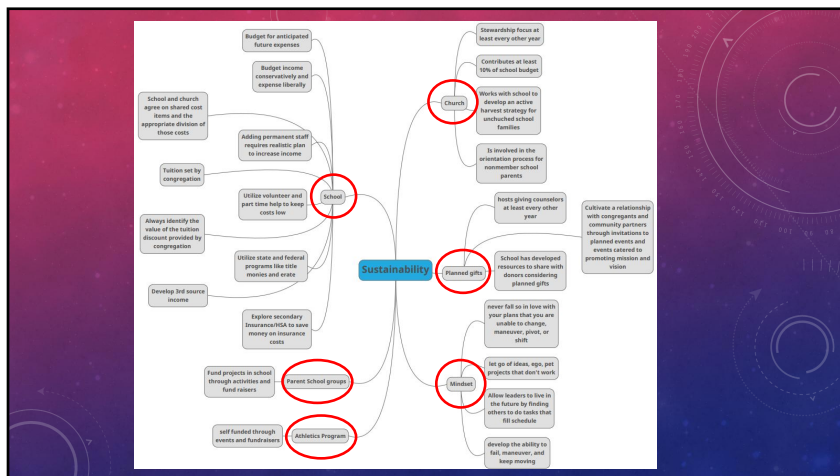 Budget for anticipated
future expenses
Budget income
conservatively and
expense liberally
School and church
agree on shared cost
items and the
appropriate division of
those costs
Adding permanent staff
requires realistic plan
to increase income
Tuition set by
congregation
School
Utilize volunteer and
part time help to keep
costs low
Always identify the
value of the tuition
discount provided by
congregation
Utilize state and federal
programs like title
monies and erate
Develop 3rd source
income
Explore secondary
Insurance/HSA to save
money on insurance
costs
Fund projects in school
through activities and
fund raisers
Parent School groups
self funded through
events and fundraisers
Athletics Program
Sustainability
Stewardship focus at
least every other year
Contributes at least
10% of school budget
Church
Works with school to
develop an active
harvest strategy for
unchuched school
families
Is involved in the
orientation process for
nonmember school
parents
hosts giving counselors
at least every other
year
Cultivate a relationship
with congregants and
community partners
through invitations to
planned events and
events catered to
promoting mission and
vision
Planned gifts
School has developed
resources to share with
donors considering
planned gifts
never fall so in love with
your plans that you are
unable to change,
maneuver, pivot, or
shift
let go of ideas, ego, pet
projects that don't work
Mindset
Allow leaders to live in
the future by finding
others to do tasks that
fill schedule
develop the ability to
fail, maneuver, and
keep moving